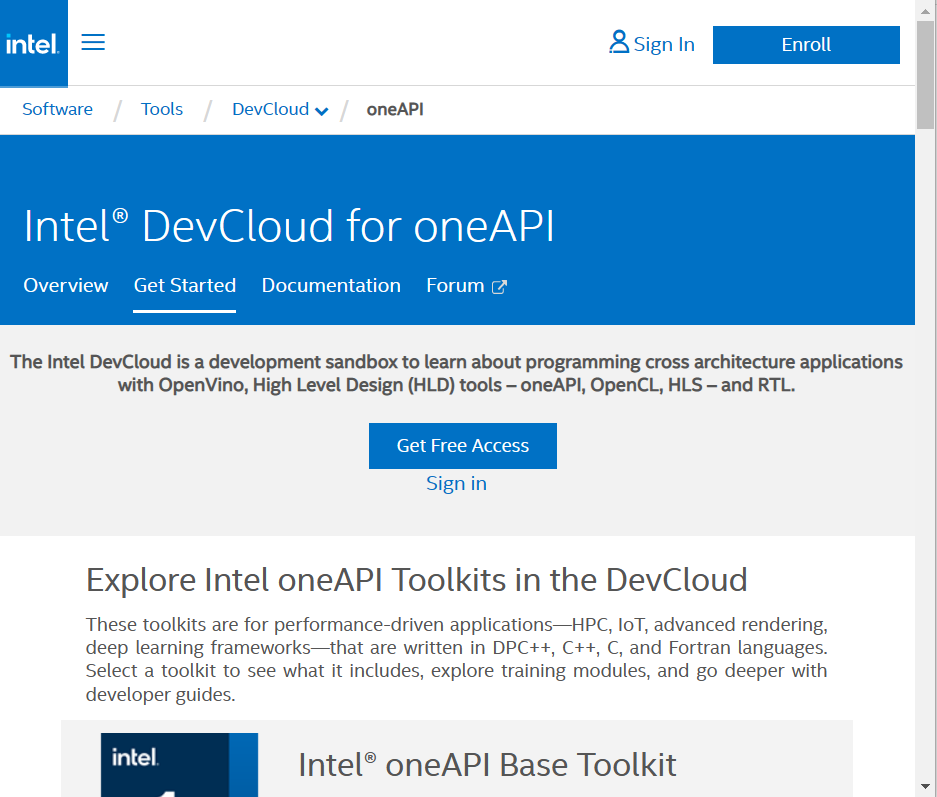 intel.
Sign In
Enroll
Software / Tools / DevCloud / oneAPI
Intel® DevCloud for oneAPI
Overview Get Started Documentation Forum
The Intel DevCloud is a development sandbox to learn about programming cross architecture applications
with OpenVino, High Level Design (HLD) tools – oneAPI, OpenCL, HLS – and RTL.
Get Free Access
Sign in
Explore Intel oneAPI Toolkits in the DevCloud
These toolkits are for performance-driven applications—HPC, IoT, advanced rendering,
deep learning frameworks—that are written in DPC++, C++, C, and Fortran languages.
Select a toolkit to see what it includes, explore training modules, and go deeper with
developer guides.
intel.
Intel® oneAPI Base Toolkit